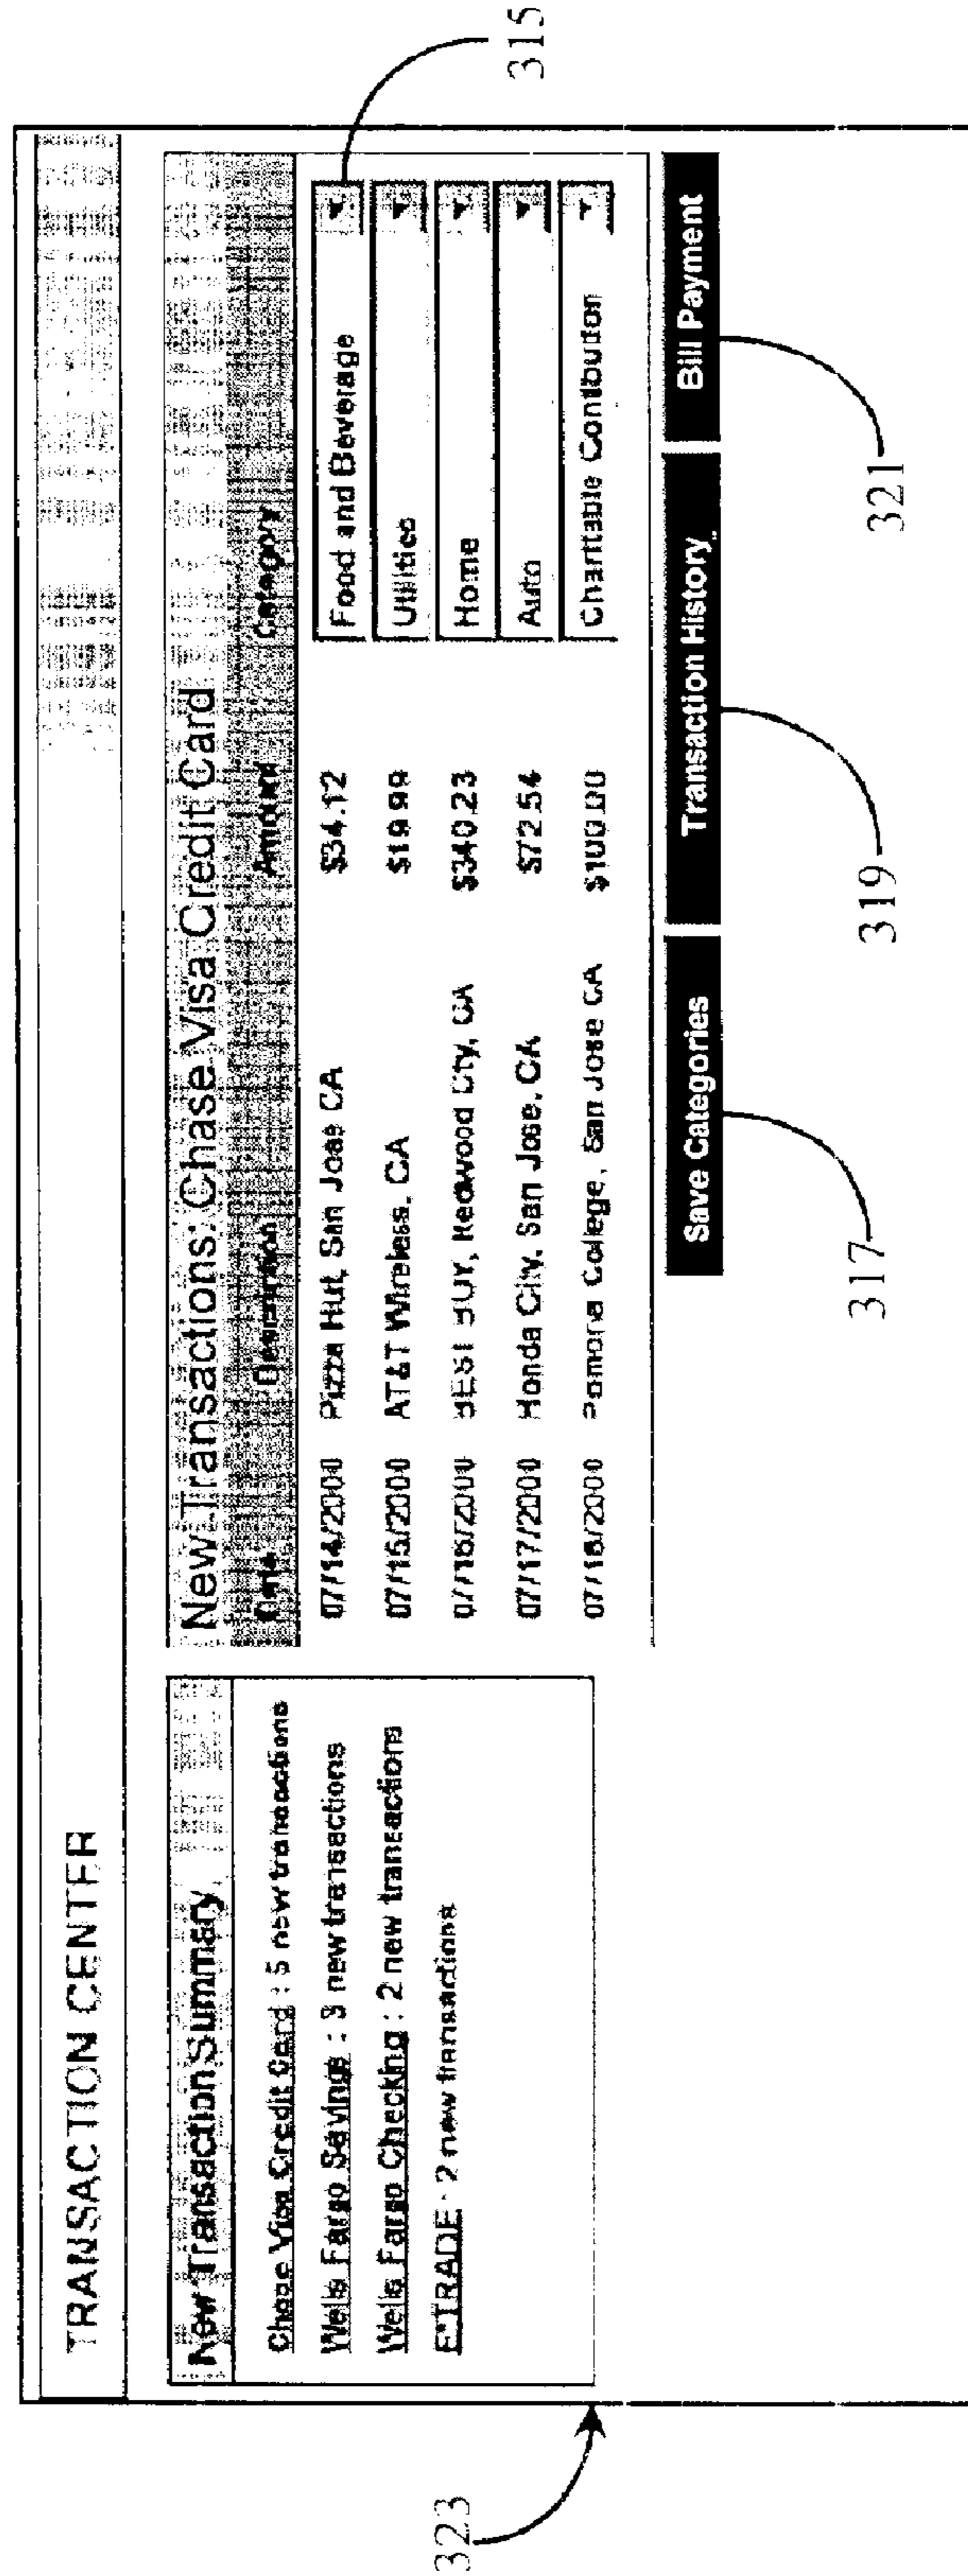 TRANSACTION CENTER
New Transaction Summary
Chase Visa Credit Card : 5 new transactions
Wells Fargo Savings : 3 new transactions
Wells Fargo Checking : 2 new transactions
E*TRADE : 2 new transactions
New Transactions: Chase Visa Credit Card
Date Description Amount Category
07/14/2000 Pizza Hut, San Jose CA $34.12 Food and Beverage
07/15/2000 AT&T Wireless, CA $19.99 Utilities
07/16/2000 BEST BUY, Redwood City, CA $340.23 Home
07/17/2000 Honda City, San Jose, CA $72.54 Auto
07/18/2000 Pomona College, San Jose CA $100.00 Charitable Contibution
Save Categories Transaction History Bill Payment
315
317
319
321
323